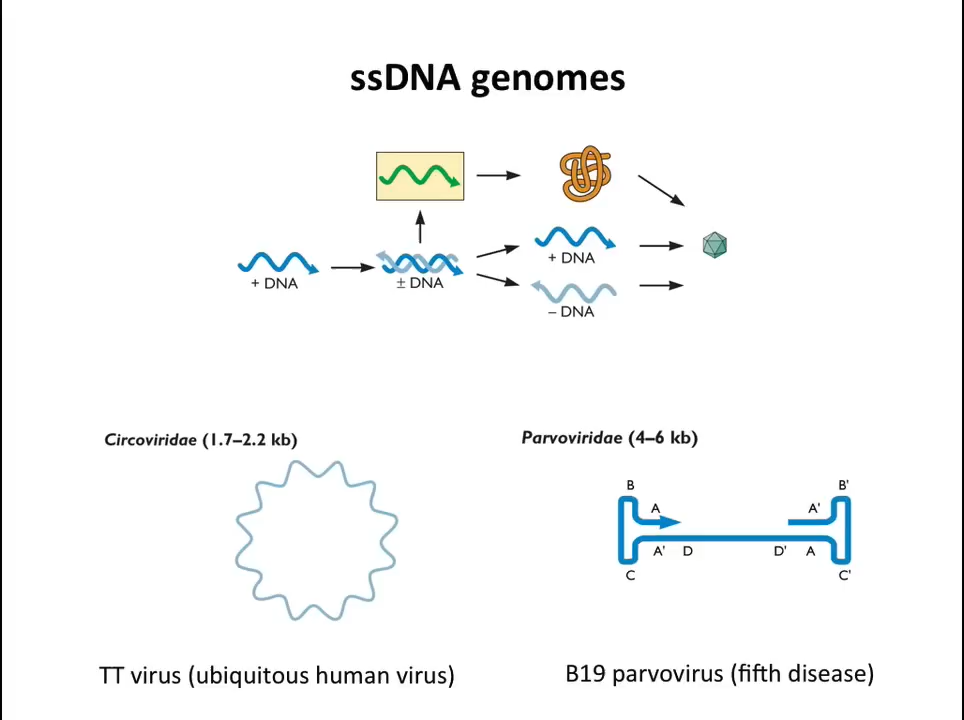 ssDNA genomes
+ DNA
± DNA
+ DNA
– DNA
Circoviridae (1.7–2.2 kb)
Parvoviridae (4–6 kb)
B
B'
A
A'
A'
D
D'
A
C
C'
TT virus (ubiquitous human virus)
B19 parvovirus (fifth disease)